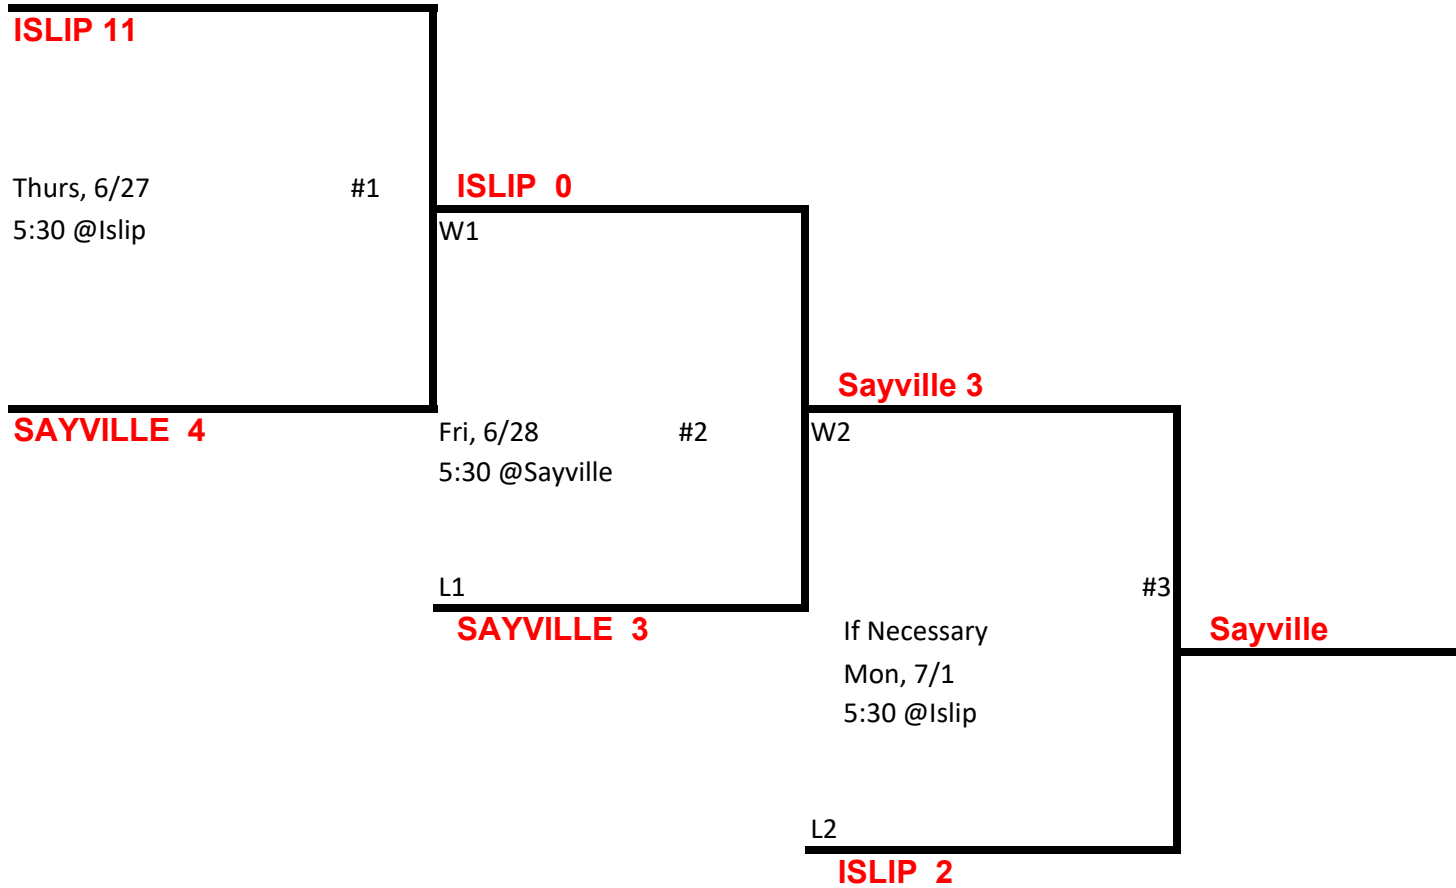 ISLIP 11
Thurs, 6/27 #1
5:30 @Islip
SAYVILLE  4
ISLIP  0
W1
Fri, 6/28 #2
5:30 @Sayville
L1
SAYVILLE  3
Sayville 3
W2
#3
If Necessary
Mon, 7/1
5:30 @Islip
L2
ISLIP  2
Sayville